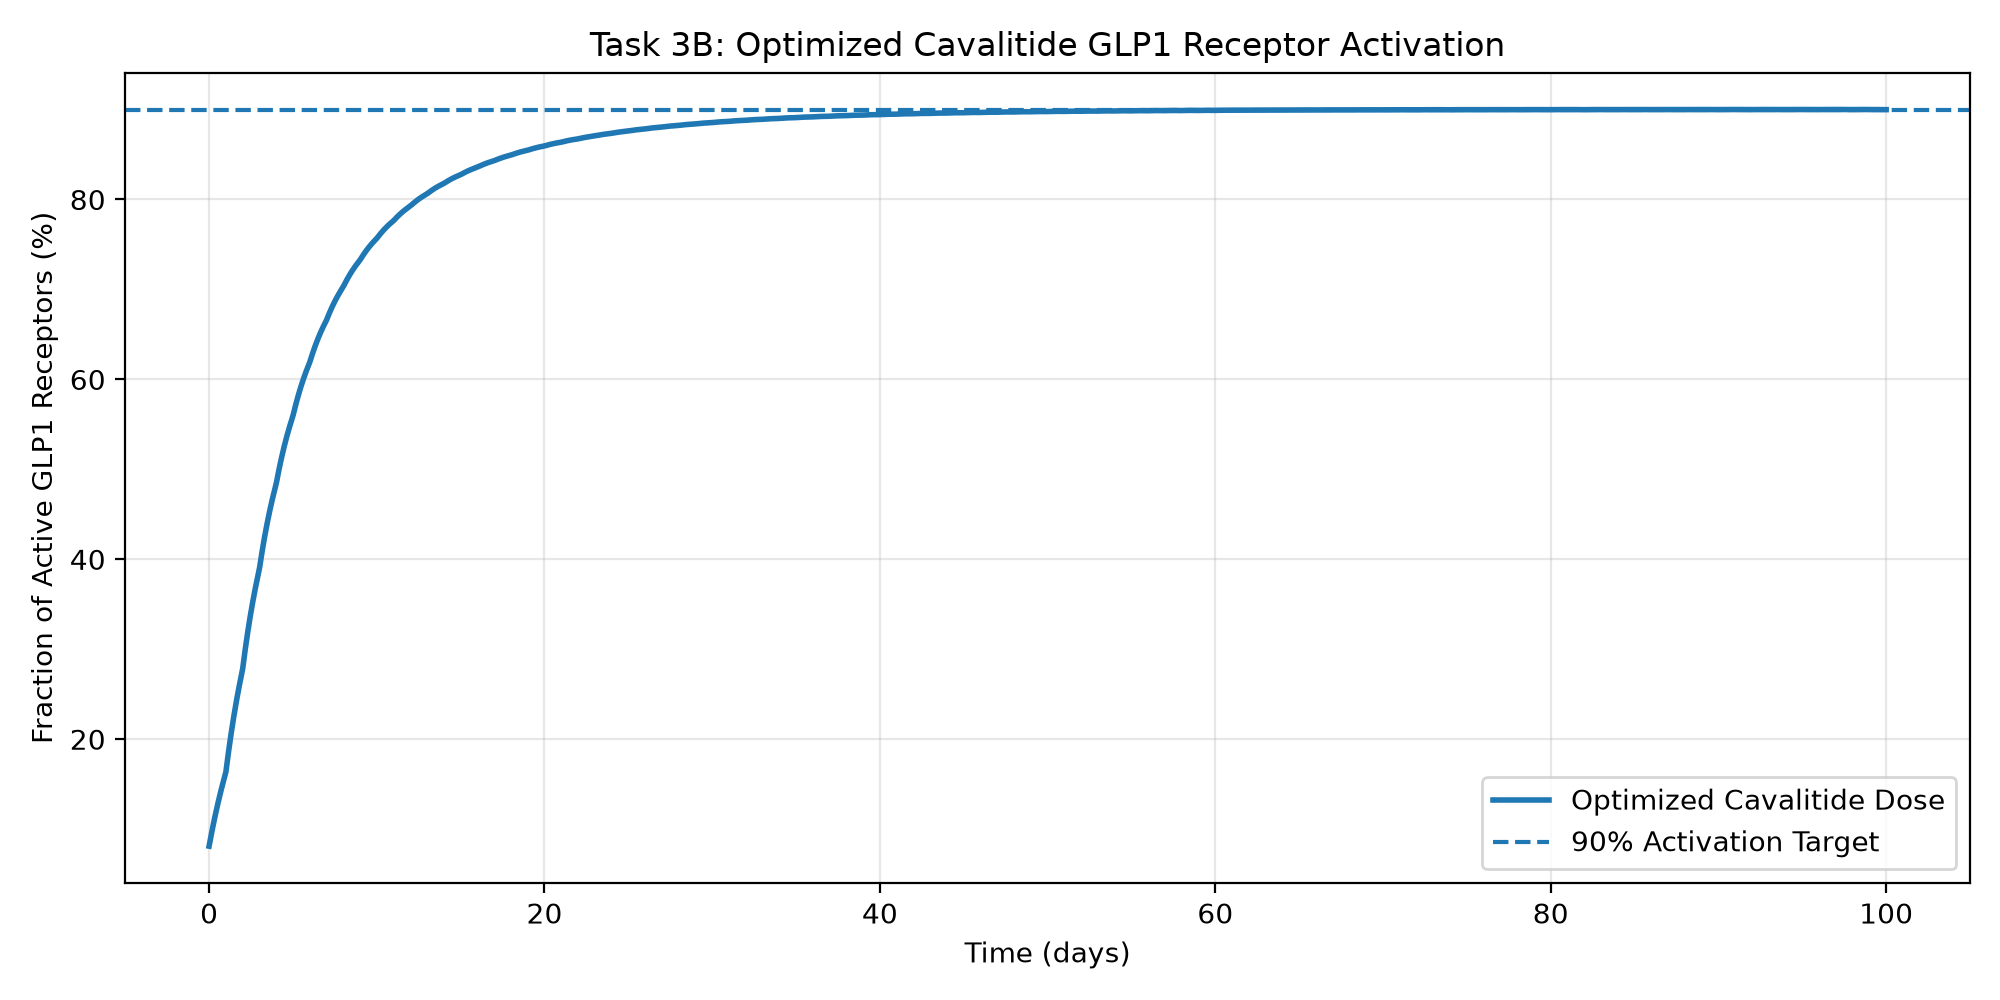 Task 3B: Optimized Cavalitide GLP1 Receptor Activation
Fraction of Active GLP1 Receptors (%)
80
60
40
20
0
20
40
60
80
100
Time (days)
Optimized Cavalitide Dose
90% Activation Target